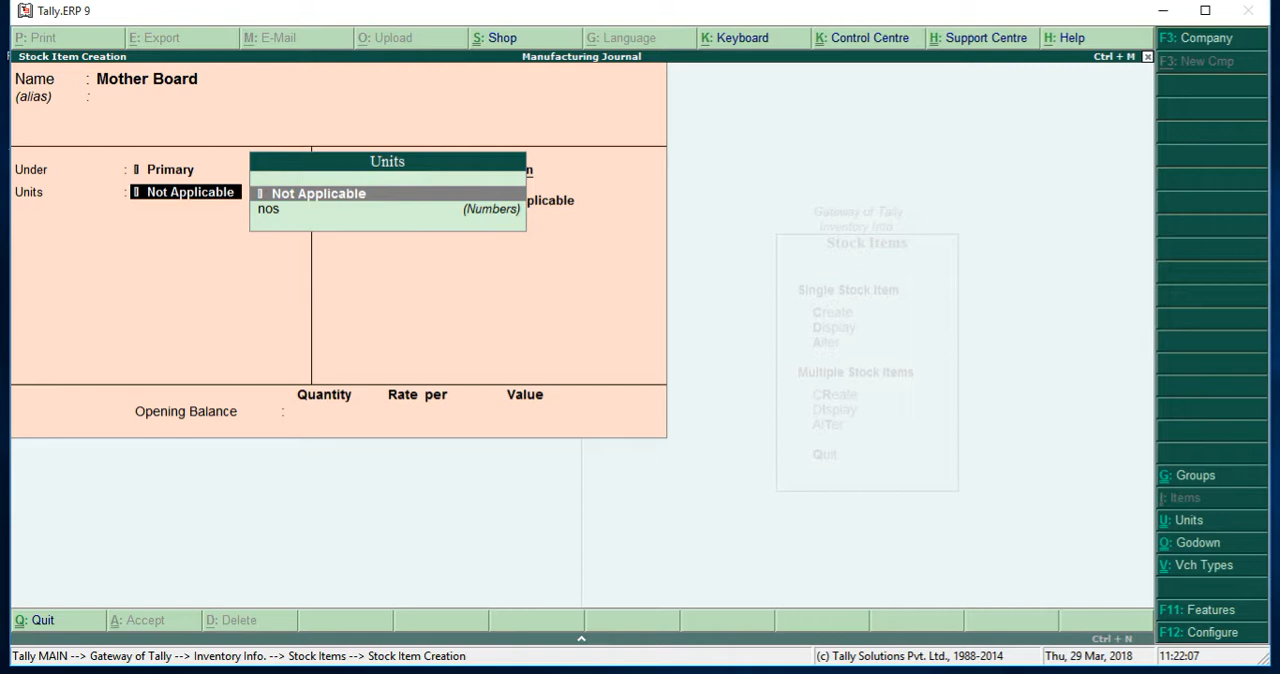 Tally.ERP 9
P: Print E: Export M: E-Mail O: Upload S: Shop G: Language K: Keyboard K: Control Centre H: Support Centre H: Help
F3: Company
Stock Item Creation Manufacturing Journal Ctrl + M
F3: New Cmp
Name : Mother Board
(alias) :
Under : Primary
Units : Not Applicable
Units
Not Applicable
nos (Numbers)
n
plicable
Gateway of Tally
Inventory Info
Stock Items
Single Stock Item
Create
Display
Alter
Multiple Stock Items
CReate
DIsplay
AlTer
Quit
Quantity Rate per Value
Opening Balance :
G: Groups
I: Items
U: Units
O: Godown
V: Vch Types
F11: Features
F12: Configure
Q: Quit A: Accept D: Delete
Ctrl + N
Tally MAIN --> Gateway of Tally --> Inventory Info. --> Stock Items --> Stock Item Creation (c) Tally Solutions Pvt. Ltd., 1988-2014 Thu, 29 Mar, 2018 11:22:07